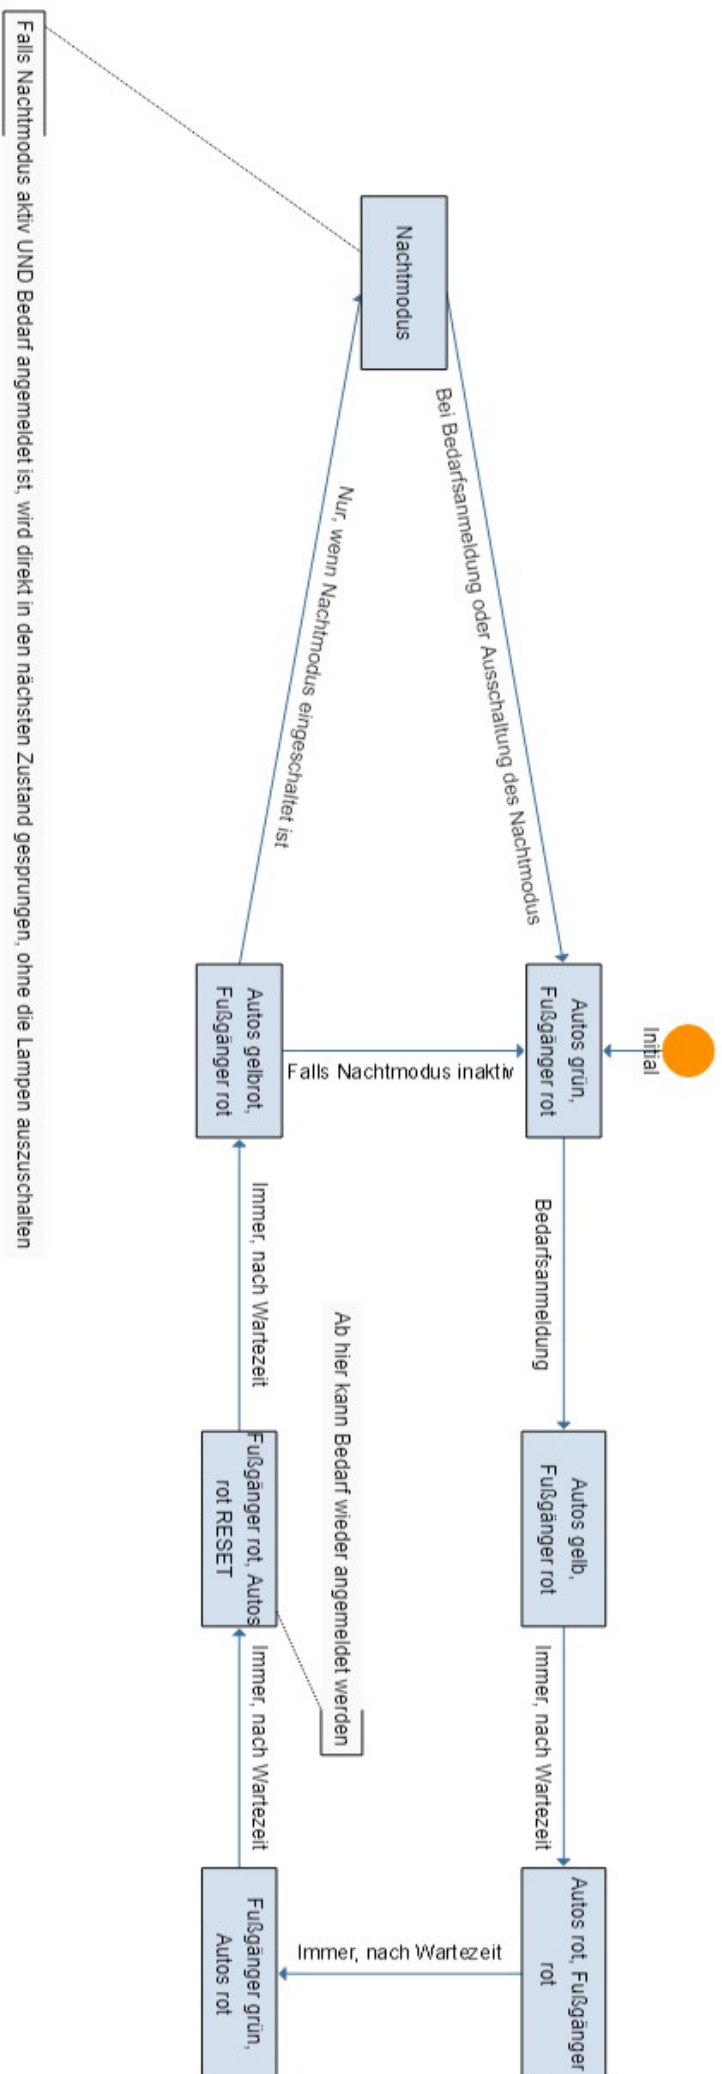 Initial
Autos grün,
Fußgänger rot
Bedarfsanmeldung
Autos gelb,
Fußgänger rot
Immer, nach Wartezeit
Autos rot, Fußgänger
rot
Immer, nach Wartezeit
Fußgänger grün,
Autos rot
Immer, nach Wartezeit
Fußgänger rot, Autos
rot RESET
Ab hier kann Bedarf wieder angemeldet werden
Immer, nach Wartezeit
Autos gelbrot,
Fußgänger rot
Falls Nachtmodus inaktiv
Nur, wenn Nachtmodus eingeschaltet ist
Nachtmodus
Bei Bedarfsanmeldung oder Ausschaltung des Nachtmodus
Falls Nachtmodus aktiv UND Bedarf angemeldet ist, wird direkt in den nächsten Zustand gesprungen, ohne die Lampen auszuschalten